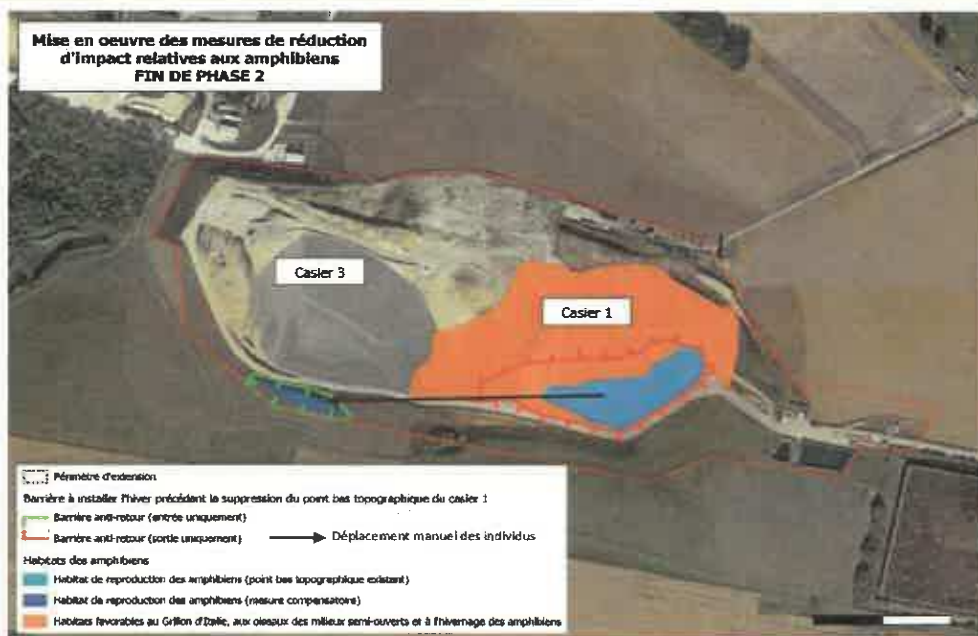 Mise en oeuvre des mesures de réduction
d'impact relatives aux amphibiens
FIN DE PHASE 2
Casier 3
Casier 1
Périmètre d'extension
Barrière à installer l'hiver précédant la suppression du point bas topographique du casier 1
Barrière anti-retour (entrée uniquement)
Barrière anti-retour (sortie uniquement)
Déplacement manuel des individus
Habitats des amphibiens
Habitat de reproduction des amphibiens (point bas topographique existant)
Habitat de reproduction des amphibiens (mesure compensatoire)
Habitats favorables au Grillon d'Italie, aux oiseaux des milieux semi-ouverts et à l'hivernage des amphibiens